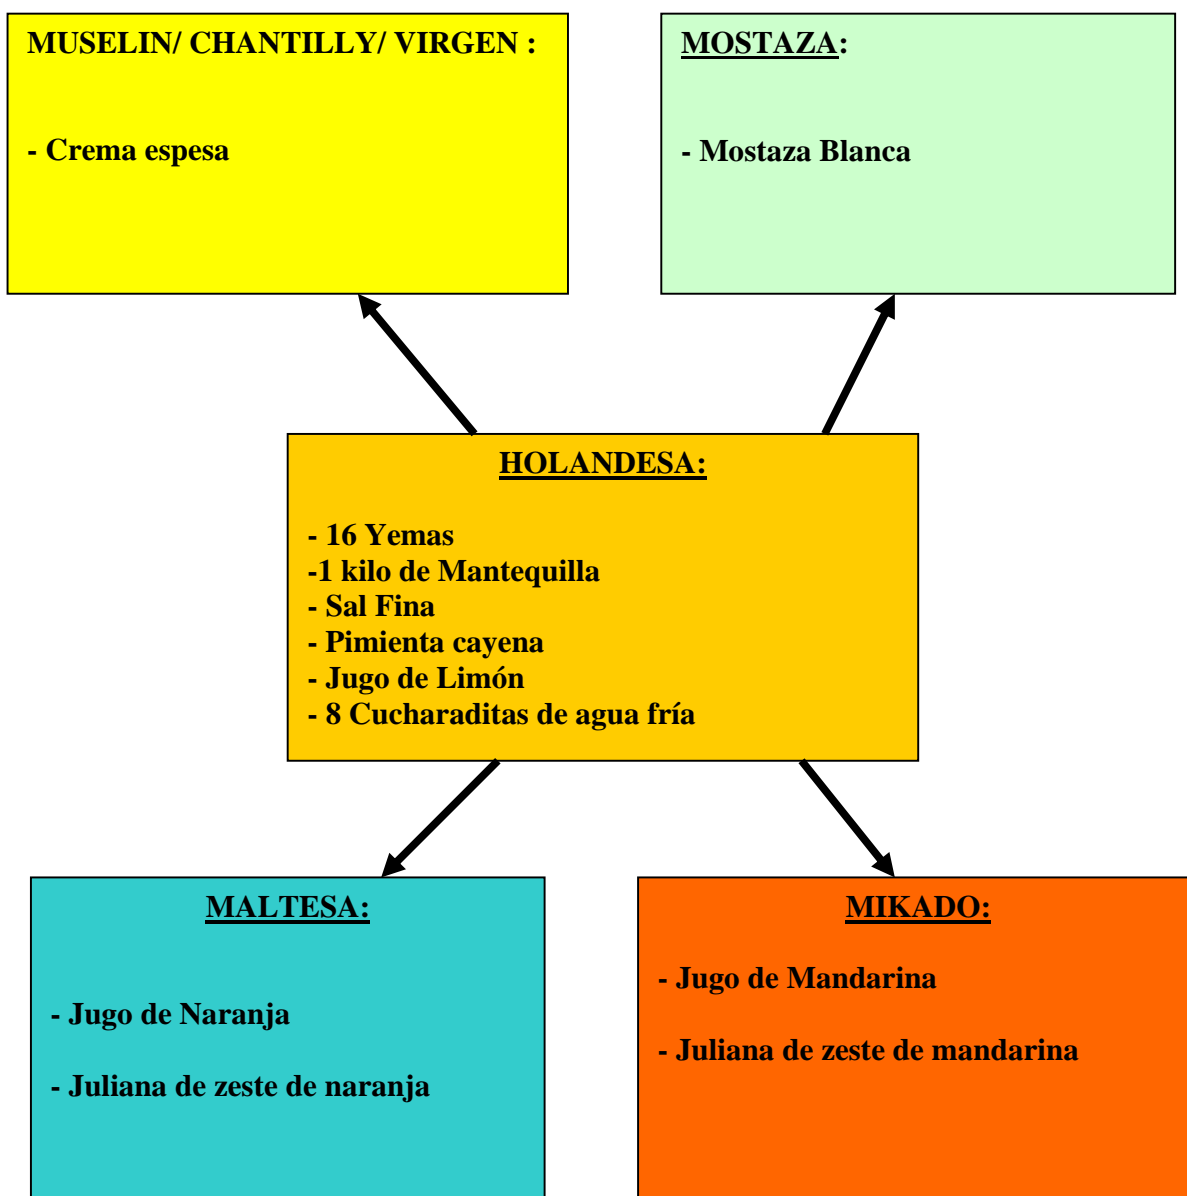 MUSELIN/ CHANTILLY/ VIRGEN :
- Crema espesa
MOSTAZA:
- Mostaza Blanca
HOLANDESA:
- 16 Yemas
-1 kilo de Mantequilla
- Sal Fina
- Pimienta cayena
- Jugo de Limón
- 8 Cucharaditas de agua fría
MALTESA:
- Jugo de Naranja
- Juliana de zeste de naranja
MIKADO:
- Jugo de Mandarina
- Juliana de zeste de mandarina